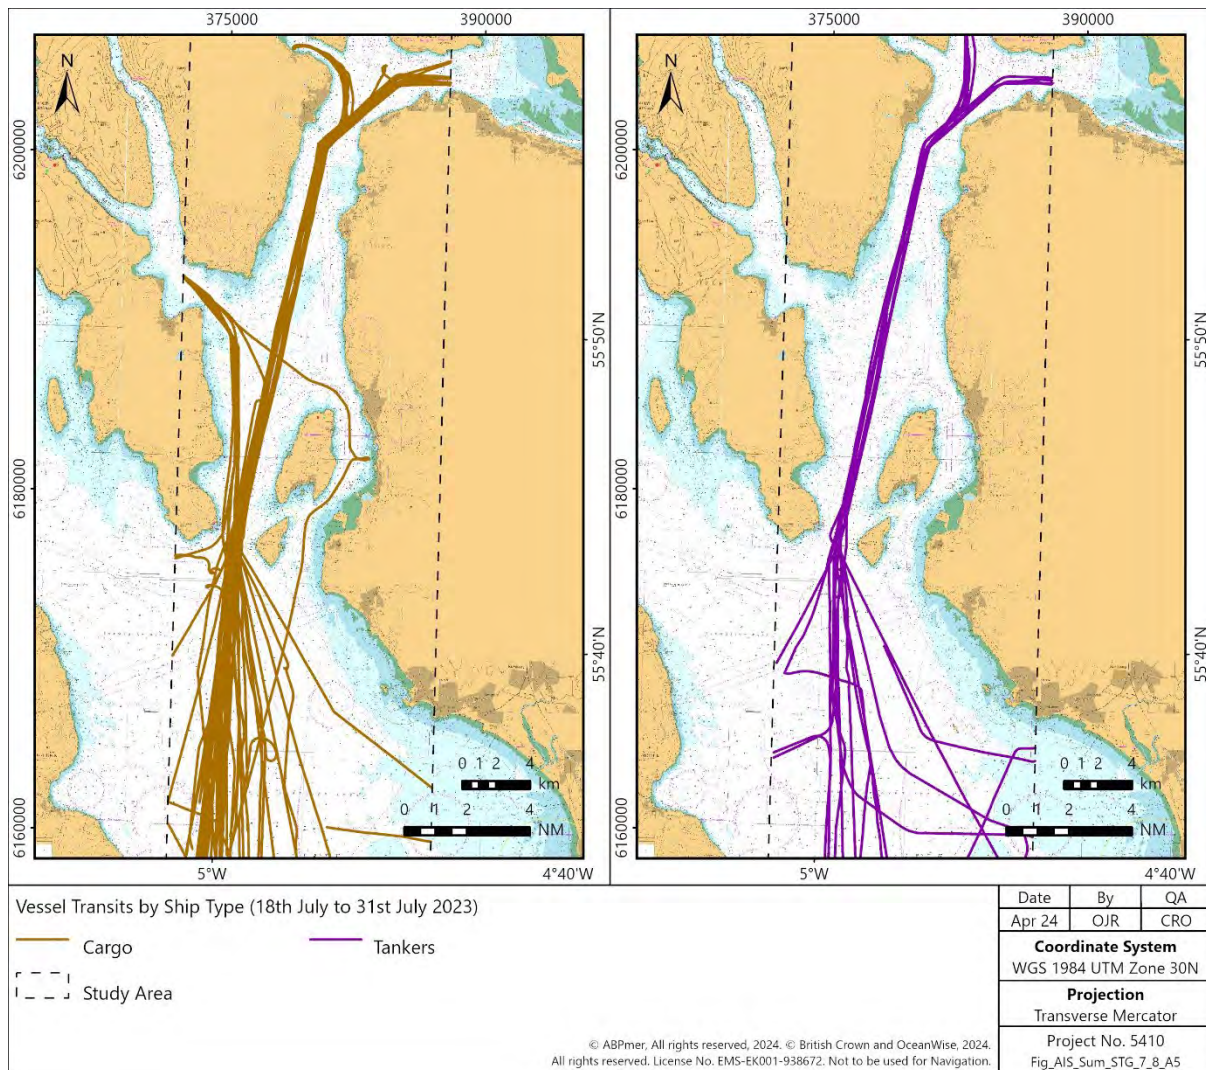 375000 390000 375000 390000
N N
6200000
6180000
6160000
55°50'N
55°40'N
55°50'N
55°40'N
0 1 2 4
km
0 1 2 4
NM
0 1 2 4
km
0 1 2 4
NM
5°W 4°40'W 5°W 4°40'W
Vessel Transits by Ship Type (18th July to 31st July 2023)
Cargo Tankers
Study Area
Date By QA
Apr 24 OJR CRO
Coordinate System
WGS 1984 UTM Zone 30N
Projection
Transverse Mercator
Project No. 5410
Fig_AIS_Sum_STG_7_8_A5
© ABPmer, All rights reserved, 2024. © British Crown and OceanWise, 2024.
All rights reserved. License No. EMS-EK001-938672. Not to be used for Navigation.